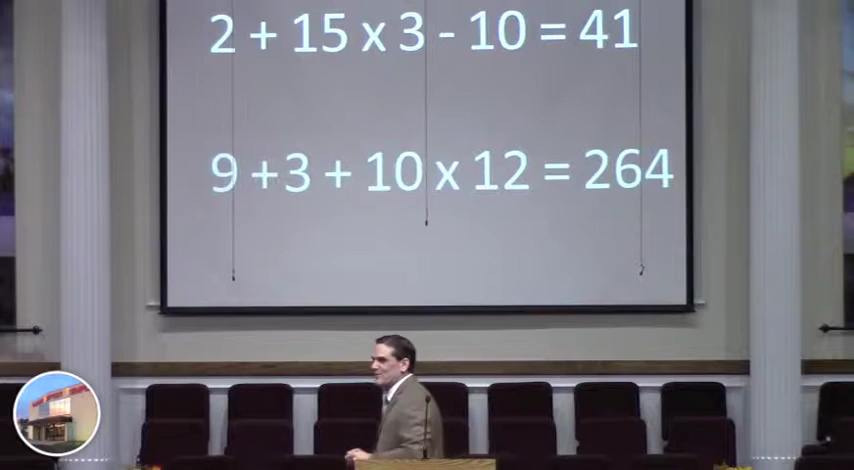 2 + 15 x 3 - 10 = 41
9 + 3 + 10 x 12 = 264